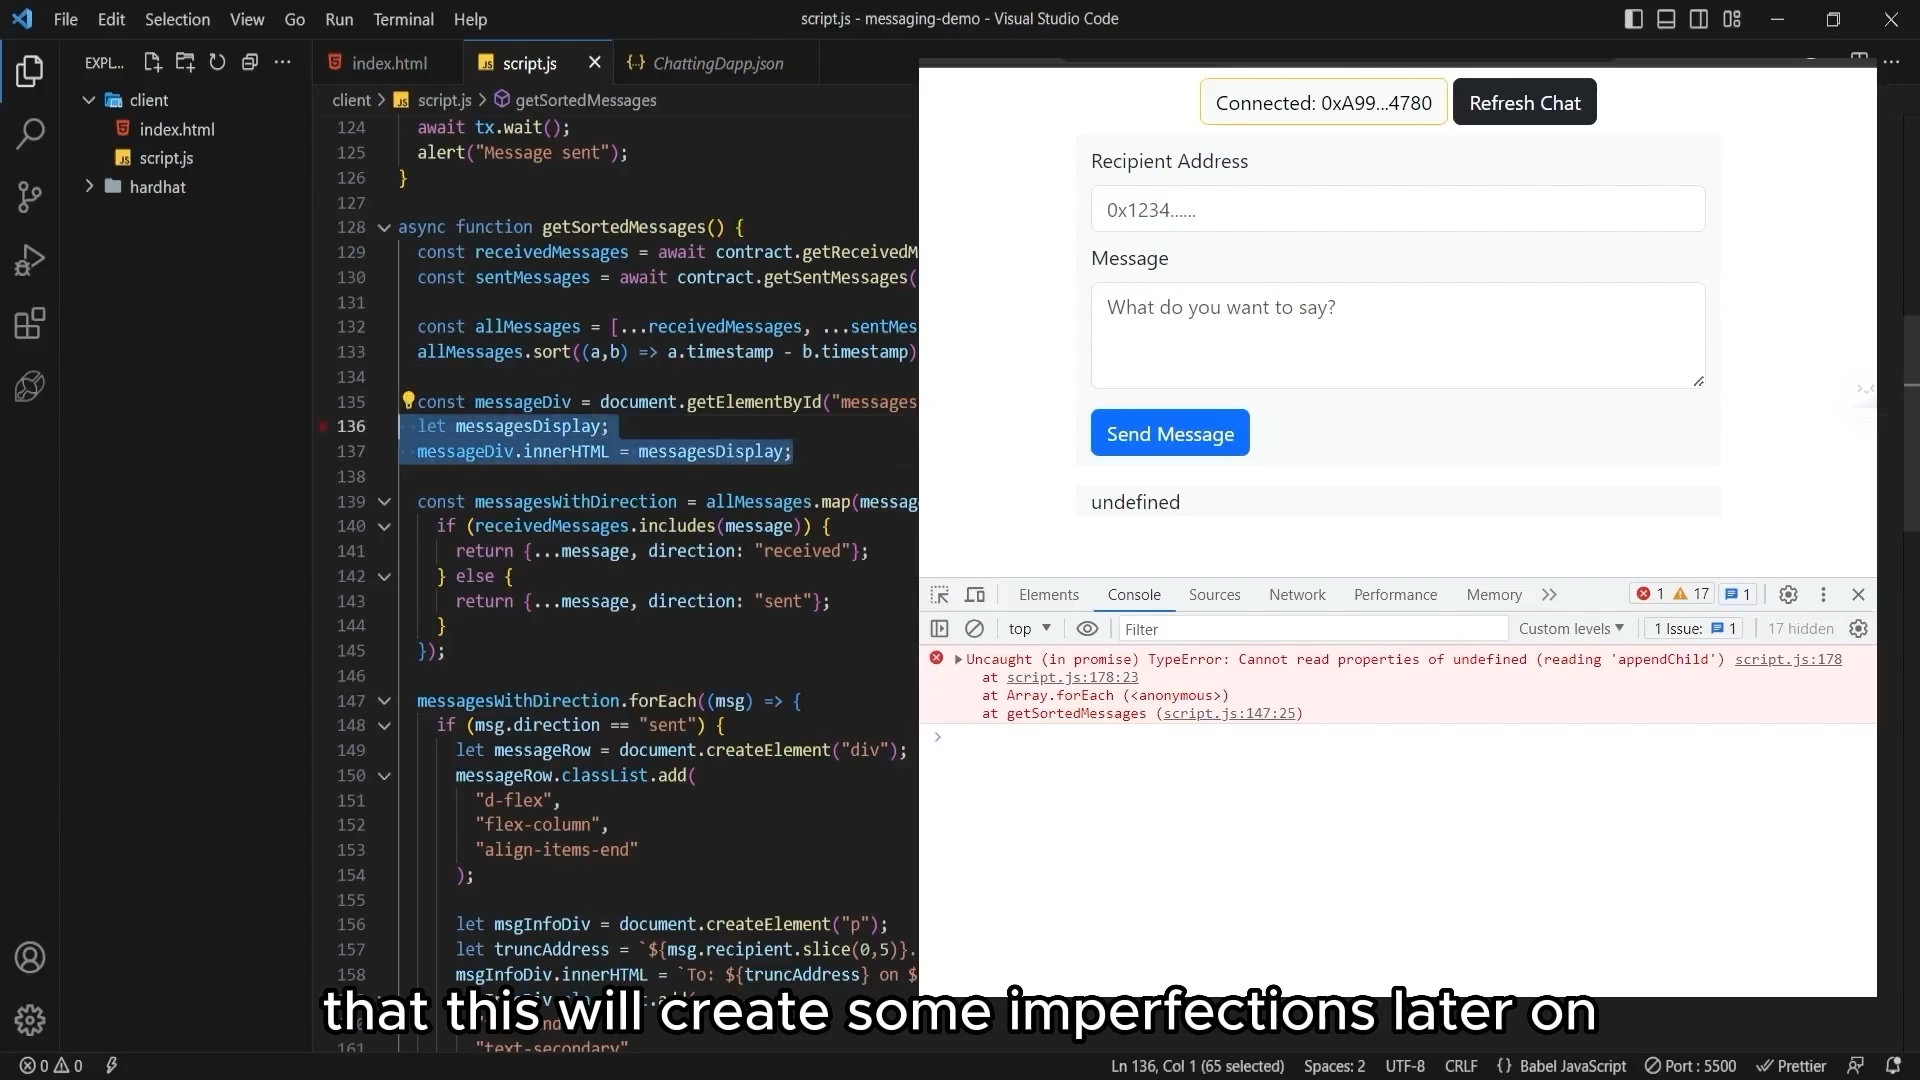 File Edit Selection View Go Run Terminal Help
script.js - messaging-demo - Visual Studio Code
EXPL...
client
index.html
script.js
hardhat
index.html
script.js
ChattingDapp.json
client > script.js > getSortedMessages
124 await tx.wait();
125 alert("Message sent");
126 }
127
128 async function getSortedMessages() {
129 const receivedMessages = await contract.getReceivedM
130 const sentMessages = await contract.getSentMessages(
131
132 const allMessages = [...receivedMessages, ...sentMes
133 allMessages.sort((a,b) => a.timestamp - b.timestamp)
134
135 const messageDiv = document.getElementById("messages
136 let messagesDisplay;
137 messageDiv.innerHTML = messagesDisplay;
138
139 const messagesWithDirection = allMessages.map(messag
140 if (receivedMessages.includes(message)) {
141 return {...message, direction: "received"};
142 } else {
143 return {...message, direction: "sent"};
144 }
145 });
146
147 messagesWithDirection.forEach((msg) => {
148 if (msg.direction == "sent") {
149 let messageRow = document.createElement("div");
150 messageRow.classList.add(
151 "d-flex",
152 "flex-column",
153 "align-items-end"
154 );
155
156 let msgInfoDiv = document.createElement("p");
157 let truncAddress = `${msg.recipient.slice(0,5)}.
158 msgInfoDiv.innerHTML = `To: ${truncAddress} on $
161 "text-secondary"
Connected: 0xA99...4780
Refresh Chat
Recipient Address
0x1234......
Message
What do you want to say?
Send Message
undefined
Elements Console Sources Network Performance Memory
1 17 1
top
Filter
Custom levels
1 Issue: 1
17 hidden
Uncaught (in promise) TypeError: Cannot read properties of undefined (reading 'appendChild') script.js:178
at script.js:178:23
at Array.forEach (<anonymous>)
at getSortedMessages (script.js:147:25)
that this will create some imperfections later on
0 0
Ln 136, Col 1 (65 selected)
Spaces: 2
UTF-8
CRLF
{} Babel JavaScript
Port : 5500
Prettier